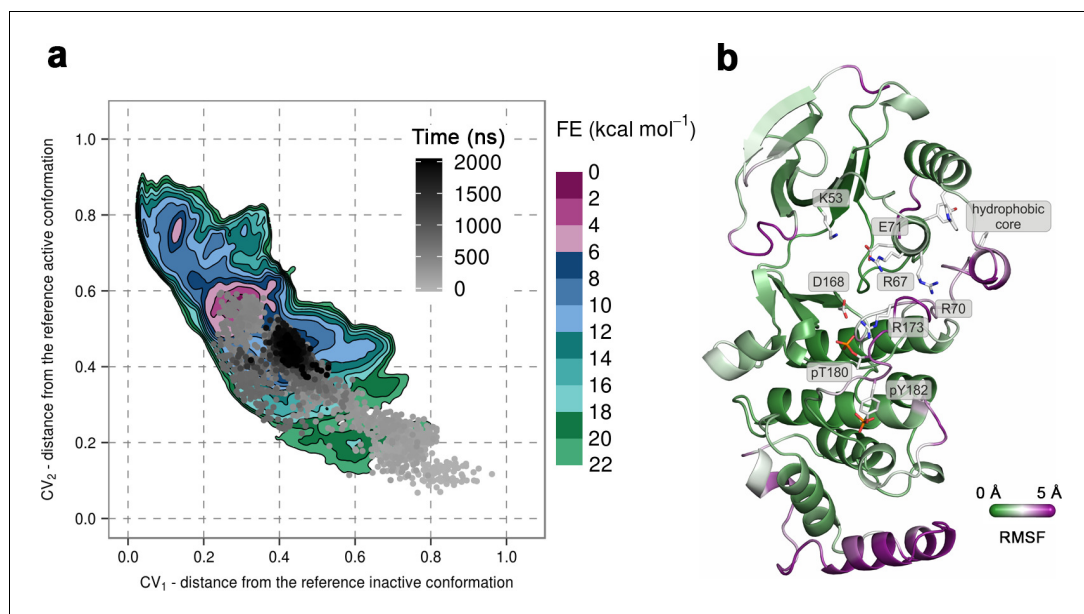 a
b
CV₂ - distance from the reference active conformation
1.0
0.8
0.6
0.4
0.2
0.0
0.0 0.2 0.4 0.6 0.8 1.0
CV₁ - distance from the reference inactive conformation
Time (ns)
2000
1500
1000
500
0
FE (kcal mol⁻¹)
0
2
4
6
8
10
12
14
16
18
20
22
K53
E71
hydrophobic
core
D168
R67
R70
R173
pT180
pY182
0 Å 5 Å
RMSF